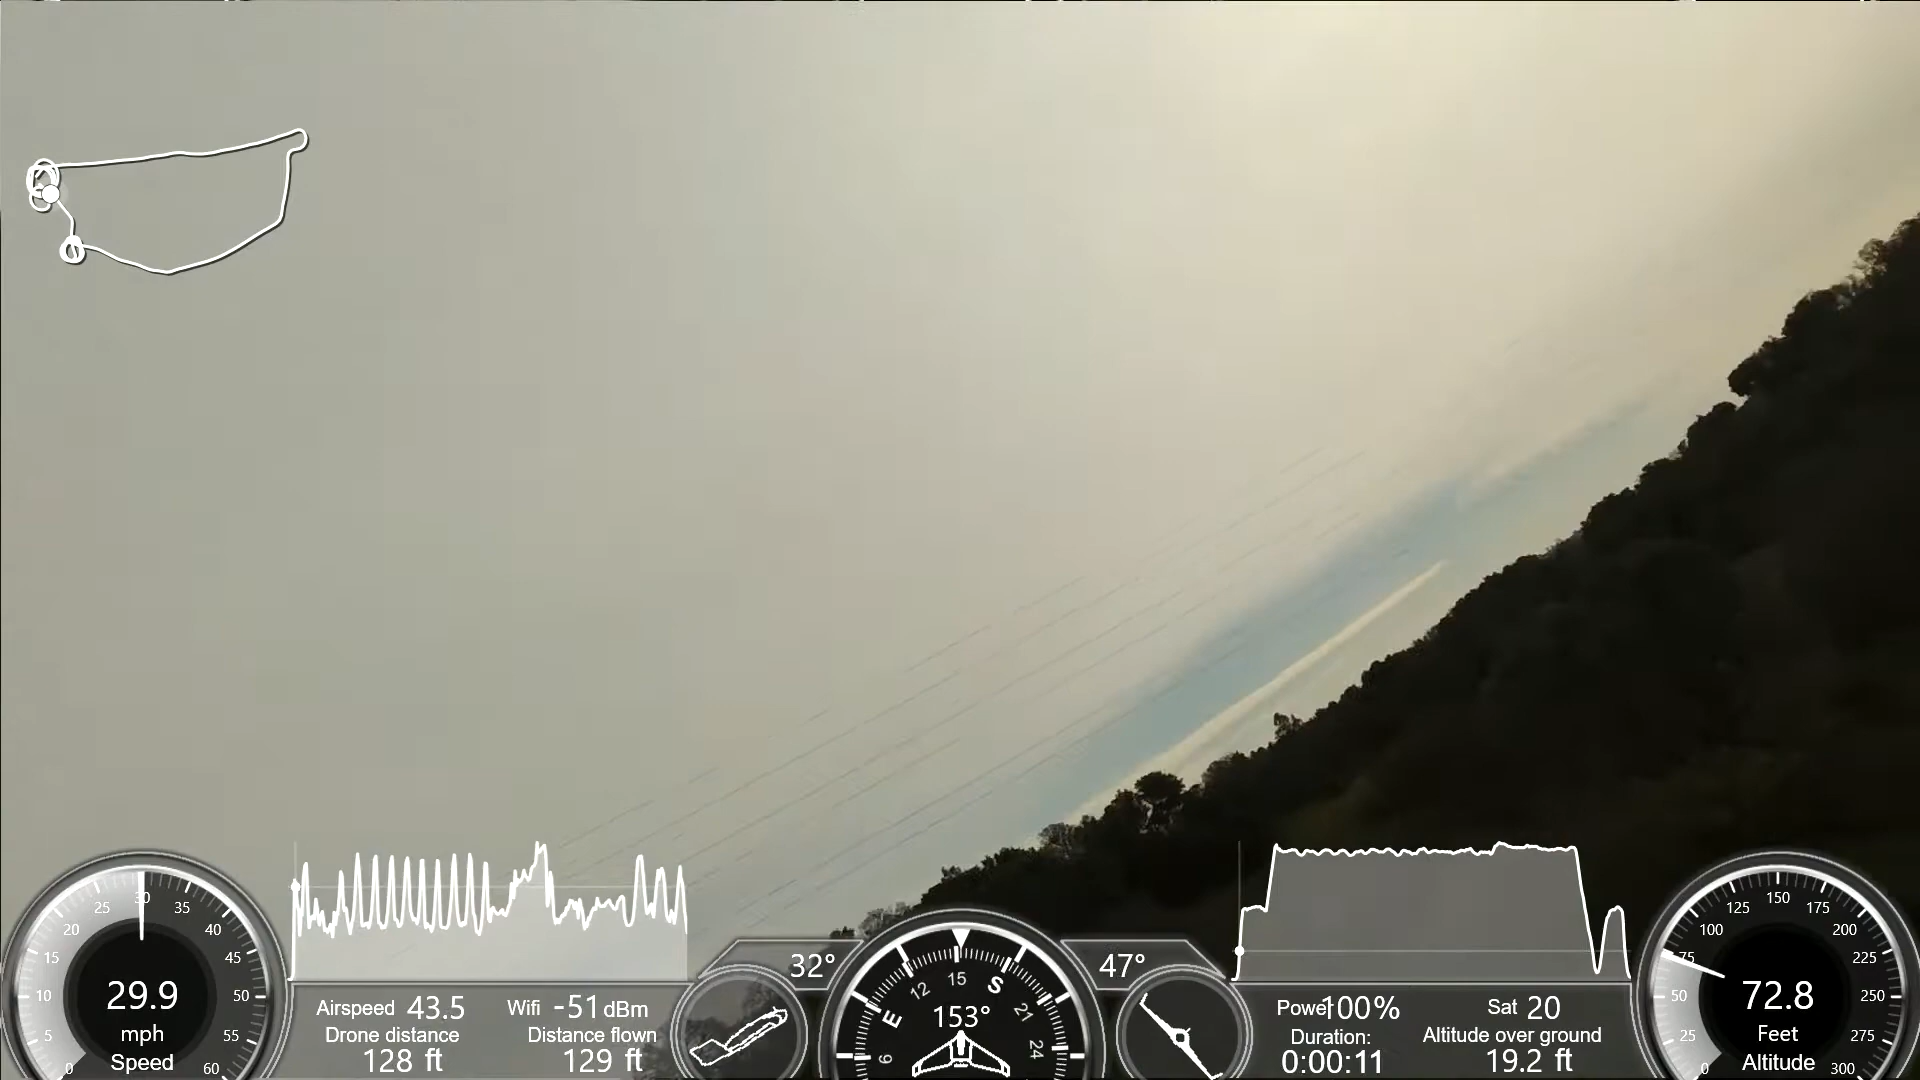 0 5 10 15 20 25 30 35 40 45 50 55 60
29.9
mph
Speed
Airspeed 43.5 Wifi -51 dBm
Drone distance Distance flown
128 ft 129 ft
32°
47°
6 E 12 15 S 21 24
153°
Power 100% Sat 20
Duration: Altitude over ground
0:00:11 19.2 ft
0 25 50 75 100 125 150 175 200 225 250 275 300
72.8
Feet
Altitude